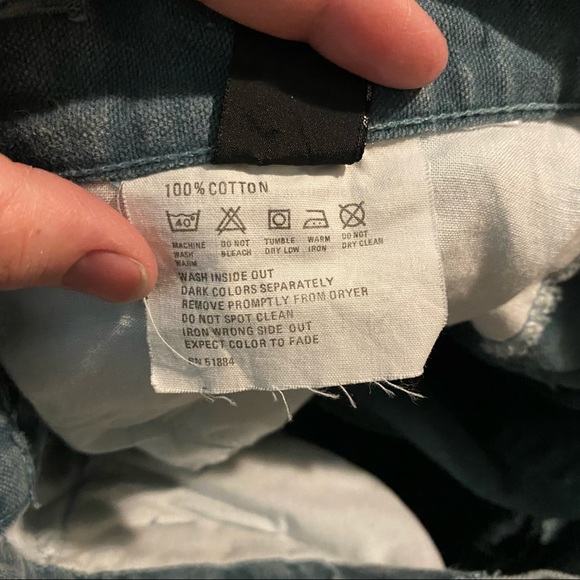 100% COTTON
40°
MACHINE WASH WARM
DO NOT BLEACH
TUMBLE DRY LOW
WARM IRON
DO NOT DRY CLEAN
WASH INSIDE OUT
DARK COLORS SEPARATELY
REMOVE PROMPTLY FROM DRYER
DO NOT SPOT CLEAN
IRON WRONG SIDE OUT
EXPECT COLOR TO FADE
RN 51884